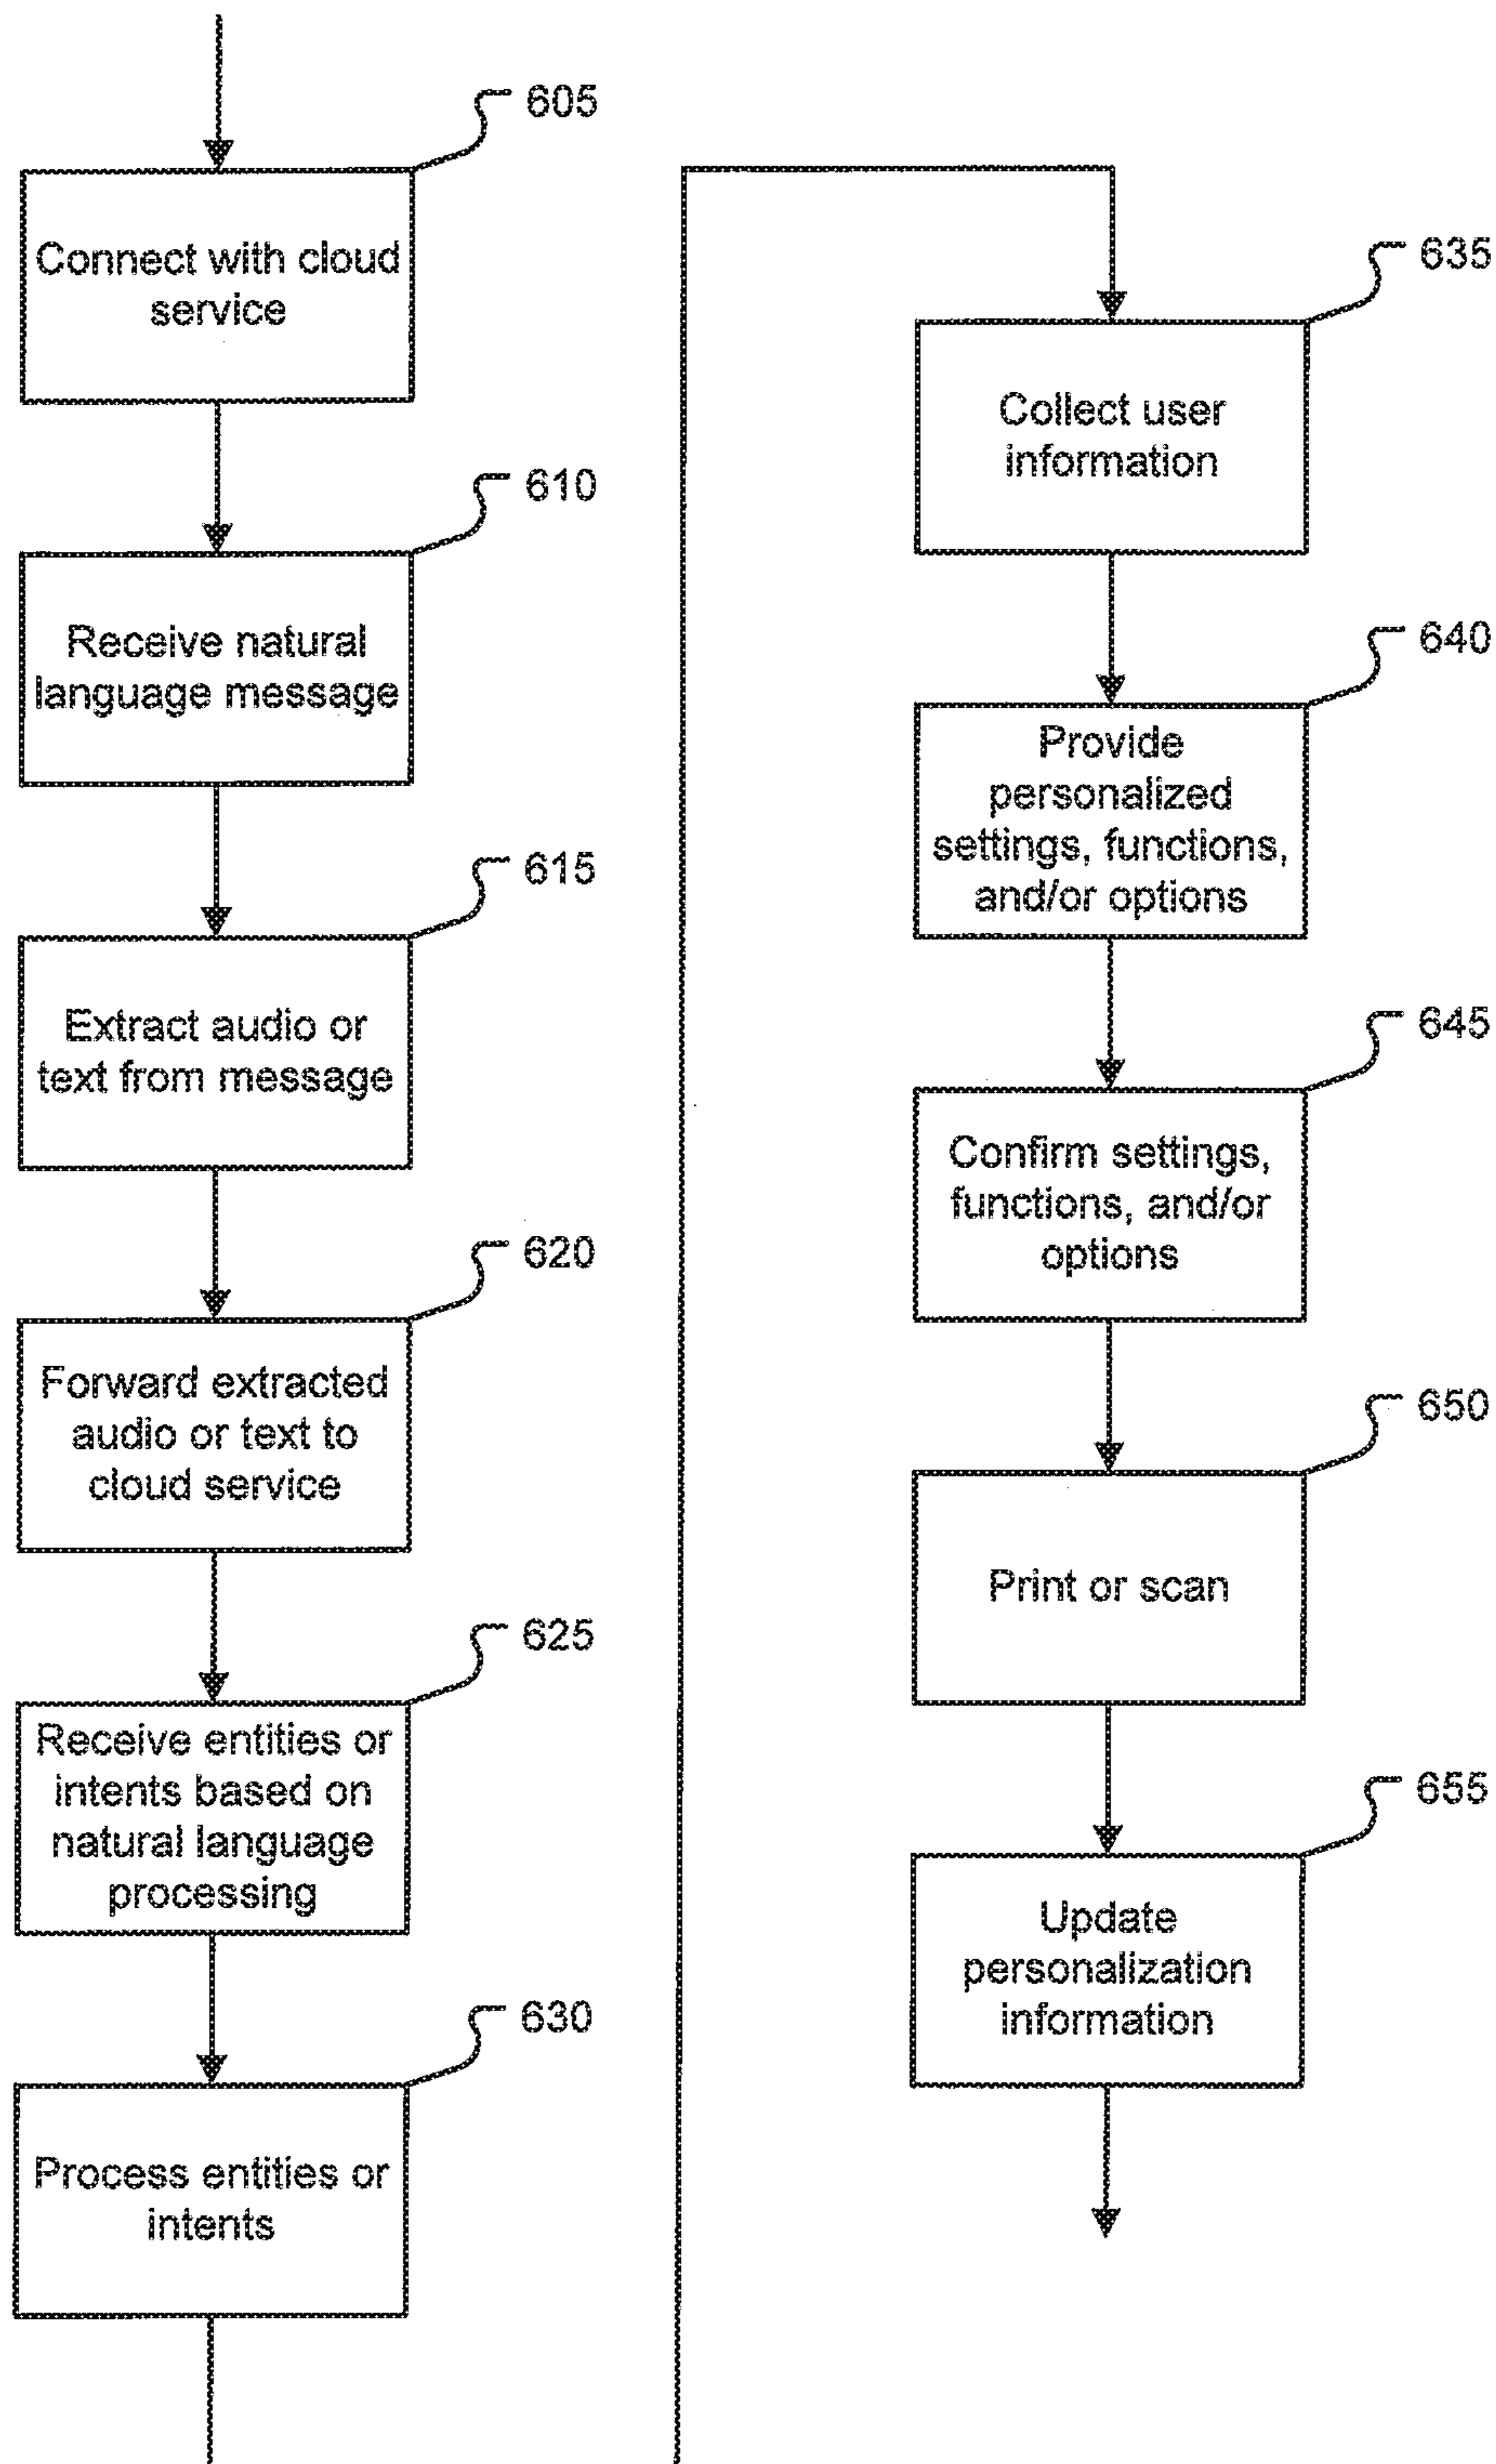 605
Connect with cloud
service
610
Receive natural
language message
615
Extract audio or
text from message
620
Forward extracted
audio or text to
cloud service
625
Receive entities or
intents based on
natural language
processing
630
Process entities or
intents
635
Collect user
information
640
Provide
personalized
settings, functions,
and/or options
645
Confirm settings,
functions, and/or
options
650
Print or scan
655
Update
personalization
information